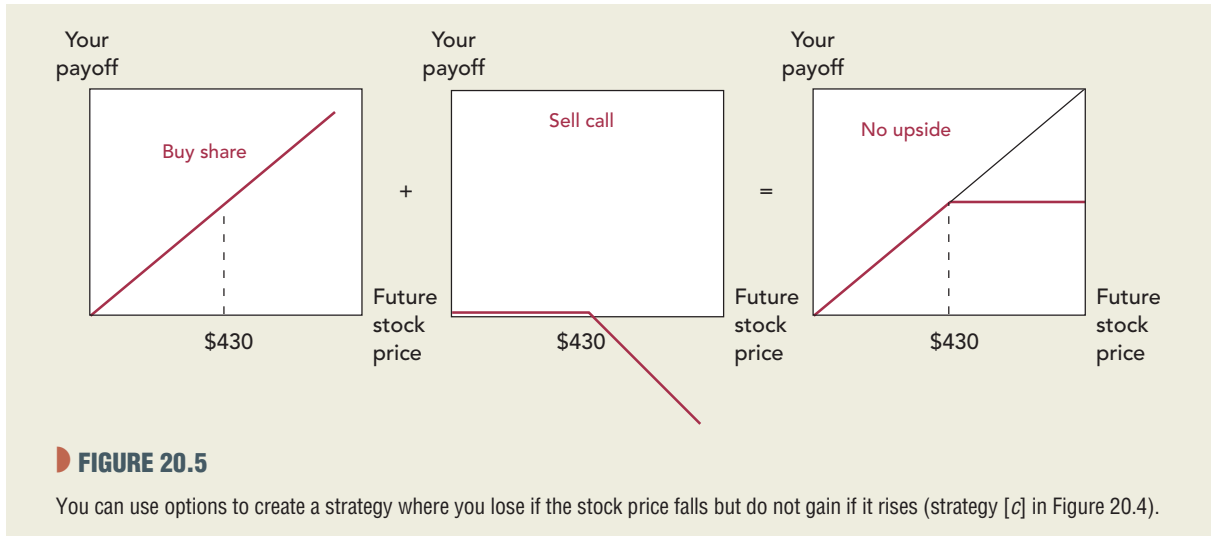 Your
payoff
Your
payoff
Your
payoff
Buy share
Sell call
No upside
+
=
Future
stock
price
Future
stock
price
Future
stock
price
$430
$430
$430
FIGURE 20.5
You can use options to create a strategy where you lose if the stock price falls but do not gain if it rises (strategy [c] in Figure 20.4).